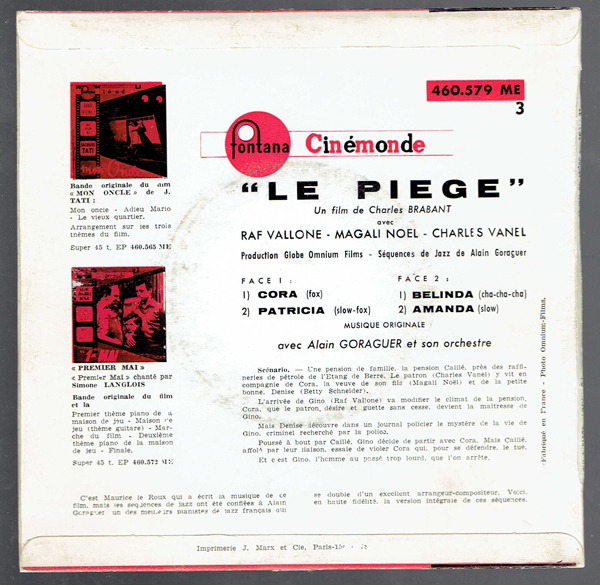 460.579 ME
3
fontana
Cinémonde
"LE PIEGE"
Un film de Charles BRABANT
avec
RAF VALLONE - MAGALI NOEL - CHARLES VANEL
Production Globe Omnium Films - Séquences de Jazz de Alain Goraguer
FACE 1 :
1) CORA (fox)
2) PATRICIA (slow-fox)
FACE 2 :
1) BELINDA (cha-cha-cha)
2) AMANDA (slow)
MUSIQUE ORIGINALE
avec Alain GORAGUER et son orchestre
Scénario. — Une pension de famille, la pension Caillé, près des raffi-
neries de pétrole de l'Etang de Berre. Le patron (Charles Vanel) y vit en
compagnie de Cora, la veuve de son fils (Magali Noël) et de la petite
bonne, Denise (Betty Schneider).
L'arrivée de Gino (Raf Vallone) va modifier le climat de la pension.
Cora, que le patron, désire et guette sans cesse, devient la maîtresse de
Gino.
Mais Denise découvre dans un journal policier le mystère de la vie de
Gino, criminel recherché par la police.
Poussé à bout par Caillé, Gino décide de partir avec Cora. Mais Caillé,
affolé par leur liaison, essaie de violer Cora qui, pour se défendre, le tue.
Et c'est Gino, l'homme au passé trop lourd, que l'on arrête.
Bande originale du film
« MON ONCLE » de J.
TATI :
Mon oncle - Adieu Mario
- Le vieux quartier.
Arrangement sur les trois
thèmes du film.
Super 45 t. EP 460.565 ME
« PREMIER MAI »
« Premier Mai » chanté par
Simone LANGLOIS
Bande originale du film
et la
Premier thème piano de la
maison de jeu - Maison de
jeu (thème guitare) - Mar-
che du film - Deuxième
thème piano de la maison
de jeu - Finale.
Super 45 t. EP 460.572 ME
C'est Maurice le Roux qui a écrit la musique de ce
film, mais les séquences de jazz ont été confiées à Alain
Goraguer un des meilleurs pianistes de jazz français qui
se double d'un excellent arrangeur-compositeur. Voici,
en haute fidélité, la version intégrale de ces séquences.
Fabriqué en France - Photo Omnium-Films.
Imprimerie J. Marx et Cie, Paris-15e